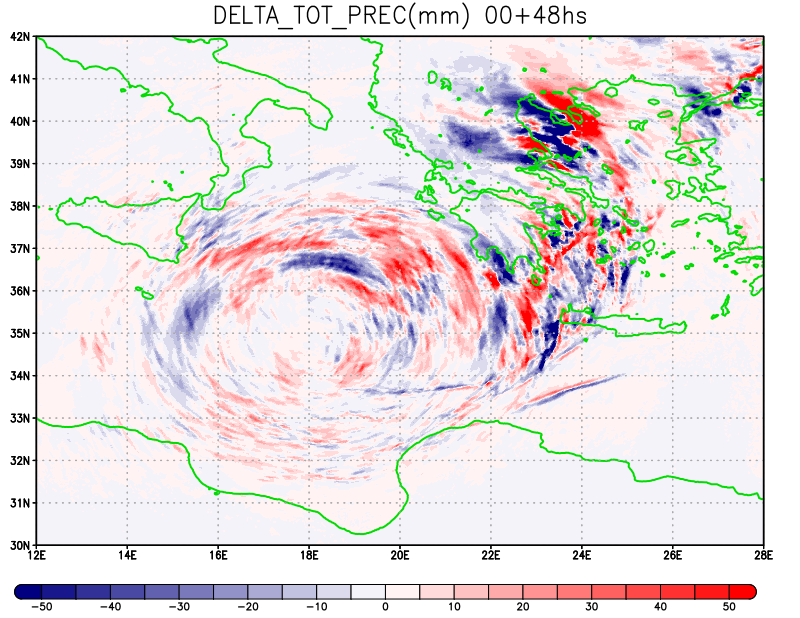 DELTA_TOT_PREC(mm) 00+48hs
42N
41N
40N
39N
38N
37N
36N
35N
34N
33N
32N
31N
30N
12E 14E 16E 18E 20E 22E 24E 26E 28E
−50 −40 −30 −20 −10 0 10 20 30 40 50